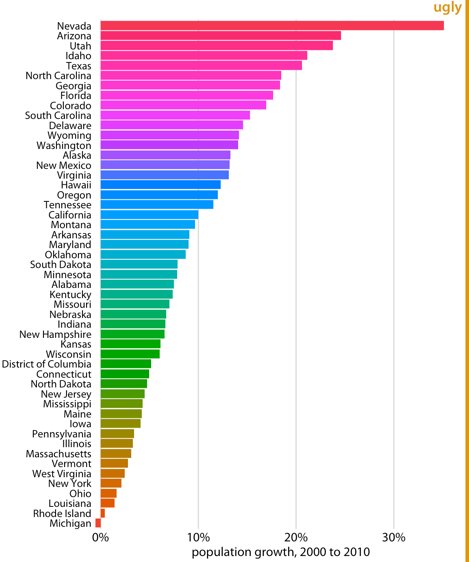 ugly
Nevada
Arizona
Utah
Idaho
Texas
North Carolina
Georgia
Florida
Colorado
South Carolina
Delaware
Wyoming
Washington
Alaska
New Mexico
Virginia
Hawaii
Oregon
Tennessee
California
Montana
Arkansas
Maryland
Oklahoma
South Dakota
Minnesota
Alabama
Kentucky
Missouri
Nebraska
Indiana
New Hampshire
Kansas
Wisconsin
District of Columbia
Connecticut
North Dakota
New Jersey
Mississippi
Maine
Iowa
Pennsylvania
Illinois
Massachusetts
Vermont
West Virginia
New York
Ohio
Louisiana
Rhode Island
Michigan
0% 10% 20% 30%
population growth, 2000 to 2010